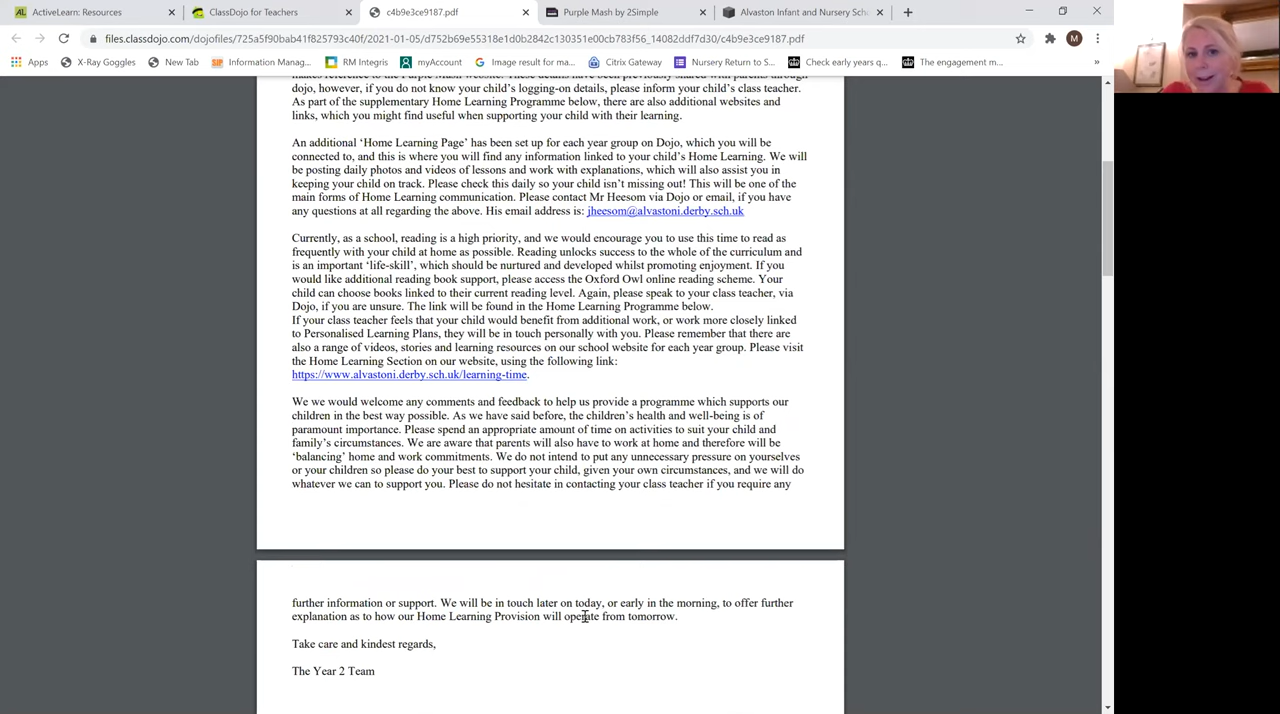 ActiveLearn: Resources
ClassDojo for Teachers
c4b9e3ce9187.pdf
Purple Mash by 2Simple
Alvaston Infant and Nursery Scho
files.classdojo.com/dojofiles/725a5f90bab41f825793c40f/2021-01-05/d752b69e55318e1d0b2842c130351e00cb783f56_14082ddf7d30/c4b9e3ce9187.pdf
M
Apps
X-Ray Goggles
New Tab
Information Manag...
RM Integris
myAccount
Image result for ma...
Citrix Gateway
Nursery Return to S...
Check early years q...
The engagement m...
makes reference to the Purple Mash website. These details have been previously shared with parents through
dojo, however, if you do not know your child's logging-on details, please inform your child's class teacher.
As part of the supplementary Home Learning Programme below, there are also additional websites and
links, which you might find useful when supporting your child with their learning.
An additional 'Home Learning Page' has been set up for each year group on Dojo, which you will be
connected to, and this is where you will find any information linked to your child's Home Learning. We will
be posting daily photos and videos of lessons and work with explanations, which will also assist you in
keeping your child on track. Please check this daily so your child isn't missing out! This will be one of the
main forms of Home Learning communication. Please contact Mr Heesom via Dojo or email, if you have
any questions at all regarding the above. His email address is: jheesom@alvastoni.derby.sch.uk
Currently, as a school, reading is a high priority, and we would encourage you to use this time to read as
frequently with your child at home as possible. Reading unlocks success to the whole of the curriculum and
is an important 'life-skill', which should be nurtured and developed whilst promoting enjoyment. If you
would like additional reading book support, please access the Oxford Owl online reading scheme. Your
child can choose books linked to their current reading level. Again, please speak to your class teacher, via
Dojo, if you are unsure. The link will be found in the Home Learning Programme below.
If your class teacher feels that your child would benefit from additional work, or work more closely linked
to Personalised Learning Plans, they will be in touch personally with you. Please remember that there are
also a range of videos, stories and learning resources on our school website for each year group. Please visit
the Home Learning Section on our website, using the following link:
https://www.alvastoni.derby.sch.uk/learning-time.
We we would welcome any comments and feedback to help us provide a programme which supports our
children in the best way possible. As we have said before, the children's health and well-being is of
paramount importance. Please spend an appropriate amount of time on activities to suit your child and
family's circumstances. We are aware that parents will also have to work at home and therefore will be
'balancing' home and work commitments. We do not intend to put any unnecessary pressure on yourselves
or your children so please do your best to support your child, given your own circumstances, and we will do
whatever we can to support you. Please do not hesitate in contacting your class teacher if you require any
further information or support. We will be in touch later on today, or early in the morning, to offer further
explanation as to how our Home Learning Provision will operate from tomorrow.
Take care and kindest regards,
The Year 2 Team